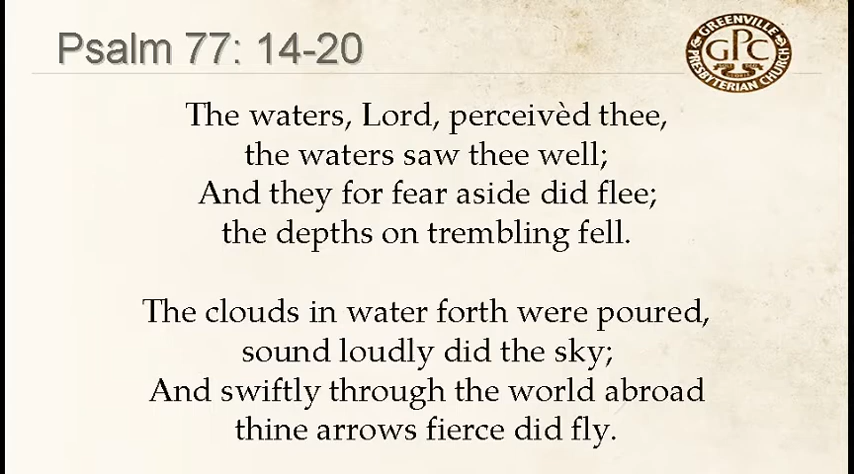 Psalm 77: 14-20
GREENVILLE
GPC
PRESBYTERIAN CHURCH
The waters, Lord, perceivèd thee,
the waters saw thee well;
And they for fear aside did flee;
the depths on trembling fell.
The clouds in water forth were poured,
sound loudly did the sky;
And swiftly through the world abroad
thine arrows fierce did fly.